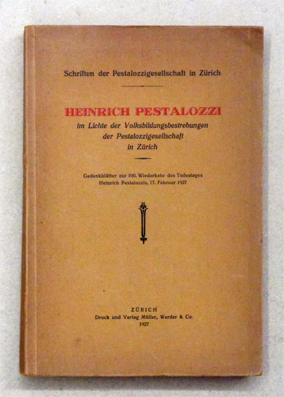 Schriften der Pestalozzigesellschaft in Zürich
HEINRICH PESTALOZZI
im Lichte der Volksbildungsbestrebungen
der Pestalozzigesellschaft
in Zürich
Gedenkblätter zur 100. Wiederkehr des Todestages
Heinrich Pestalozzis, 17. Februar 1927
ZÜRICH
Druck und Verlag Müller, Werder & Co.
1927